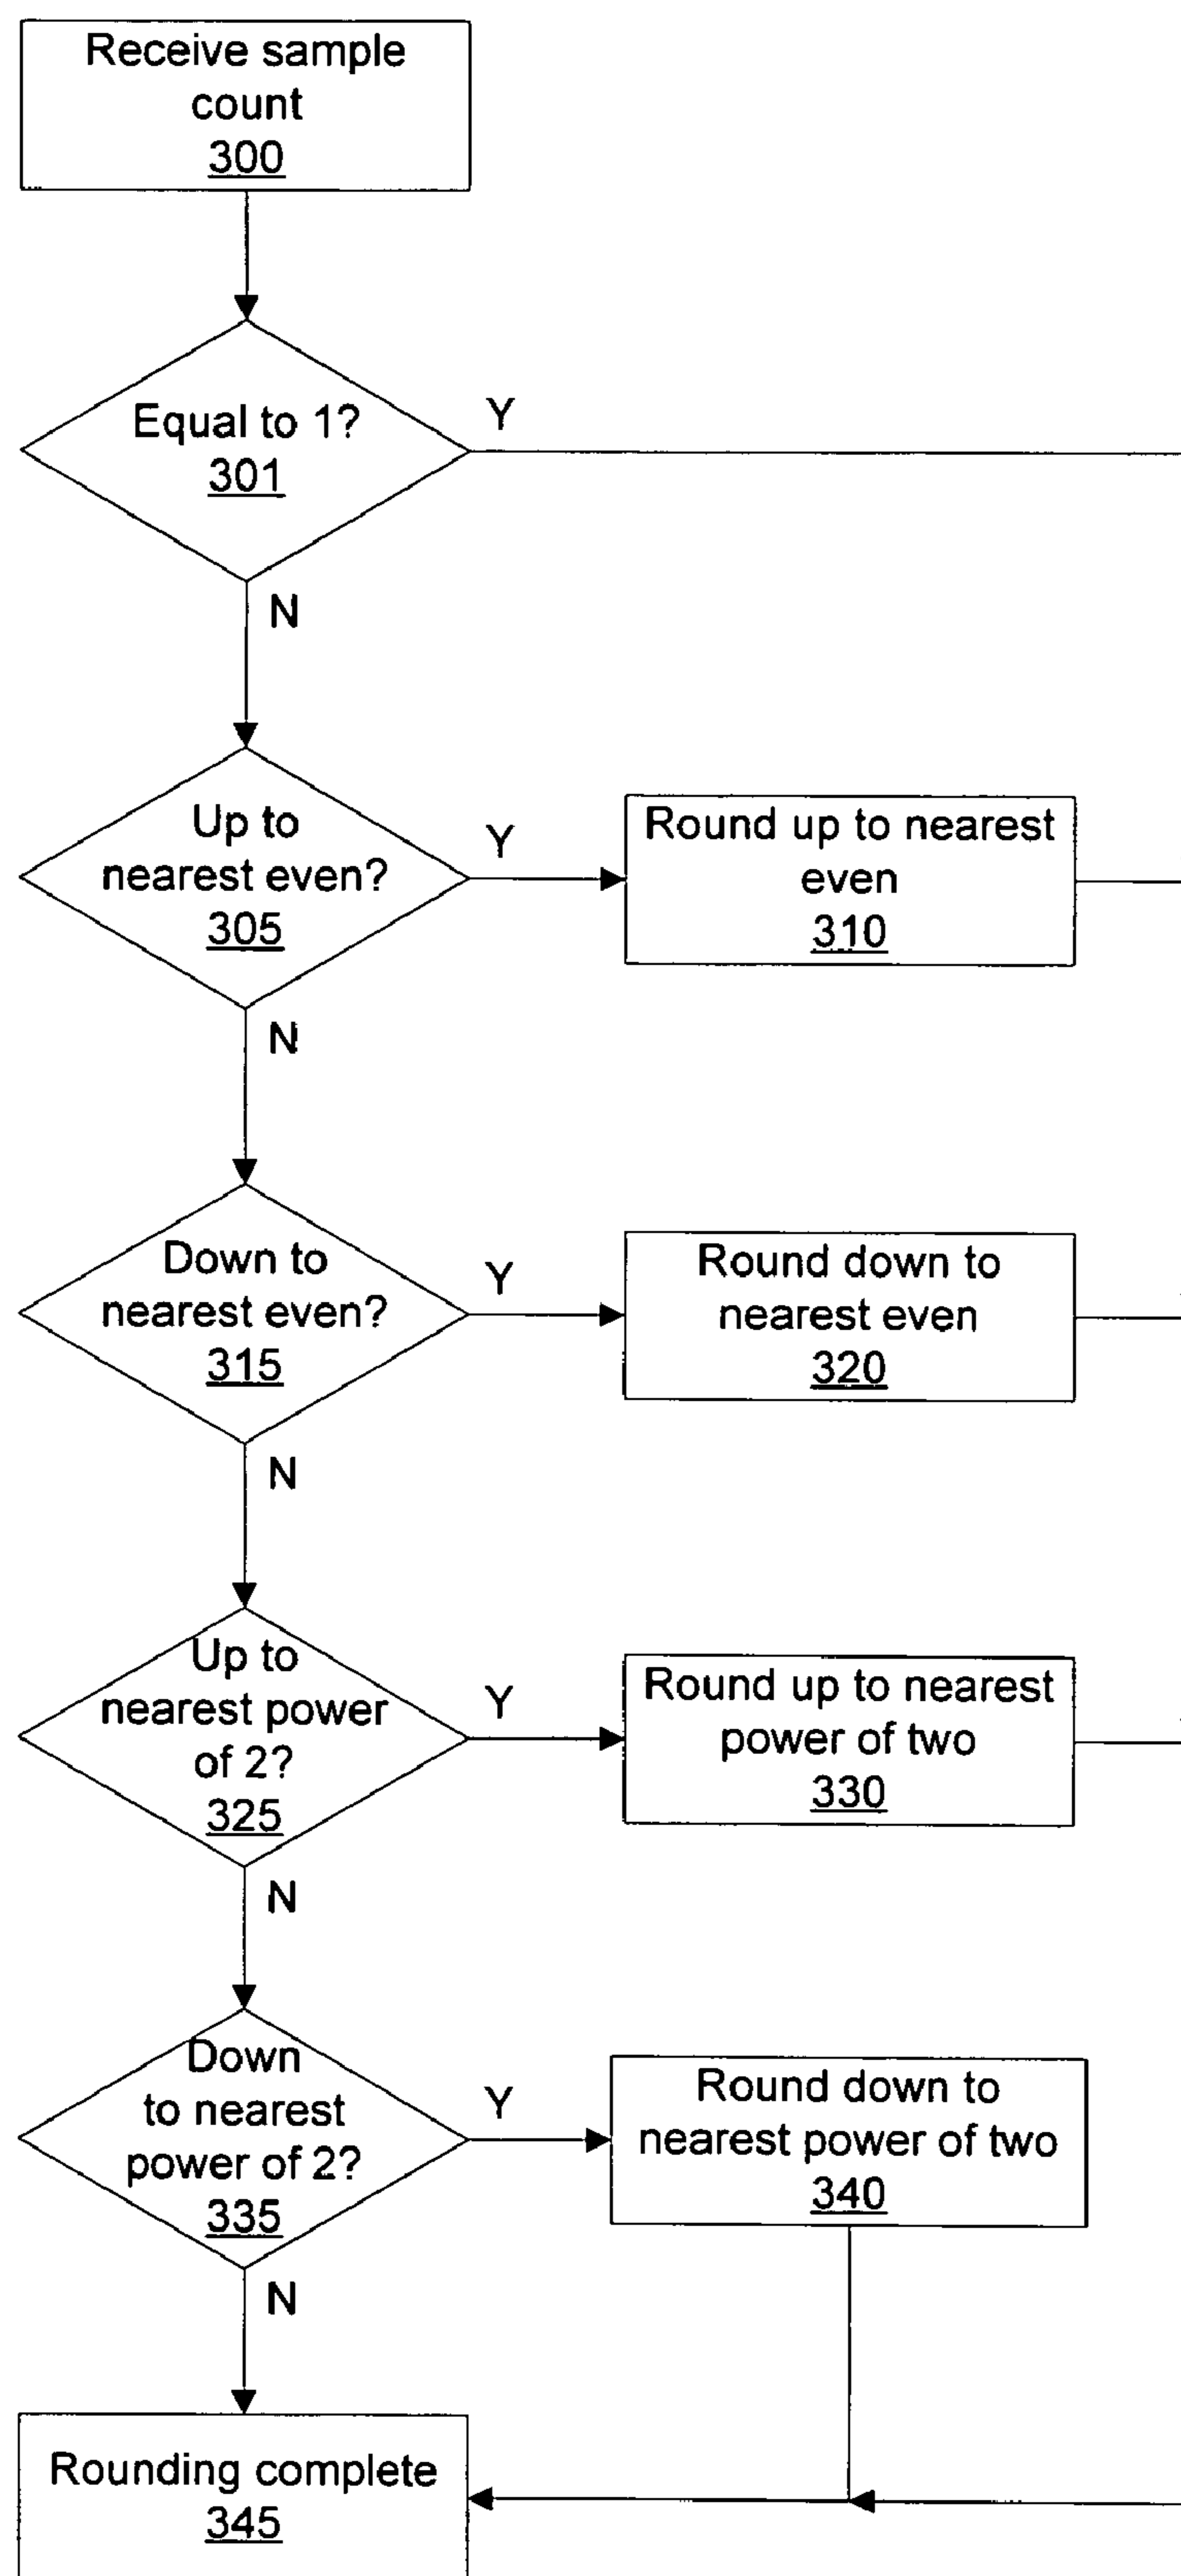 Receive sample
count
300
Equal to 1?
301
Y
N
Up to
nearest even?
305
Y
Round up to nearest
even
310
N
Down to
nearest even?
315
Y
Round down to
nearest even
320
N
Up to
nearest power
of 2?
325
Y
Round up to nearest
power of two
330
N
Down
to nearest
power of 2?
335
Y
Round down to
nearest power of two
340
N
Rounding complete
345